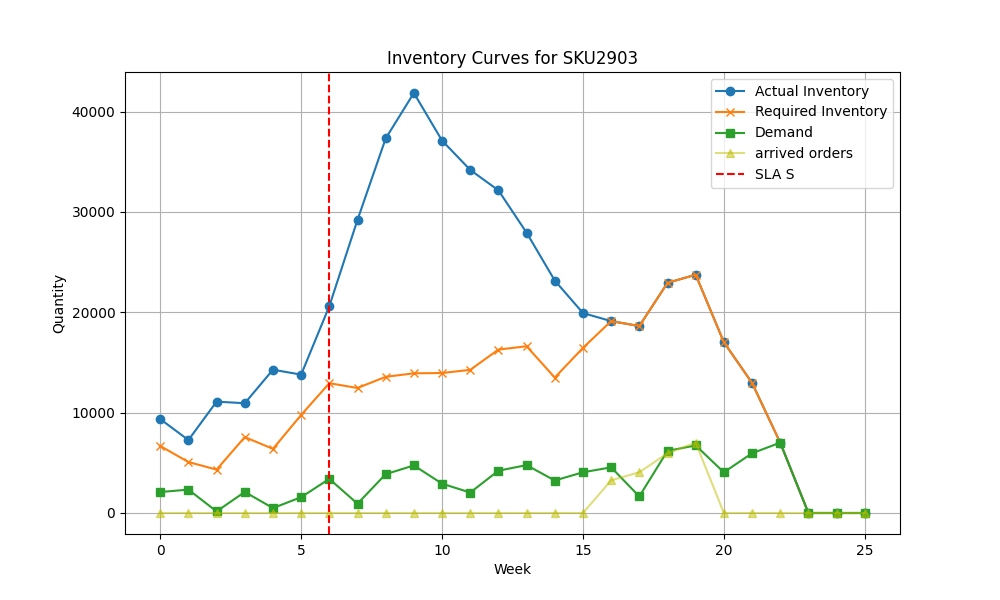 Inventory Curves for SKU2903
Actual Inventory
Required Inventory
Demand
arrived orders
SLA S
40000
30000
20000
10000
0
Quantity
0 5 10 15 20 25
Week